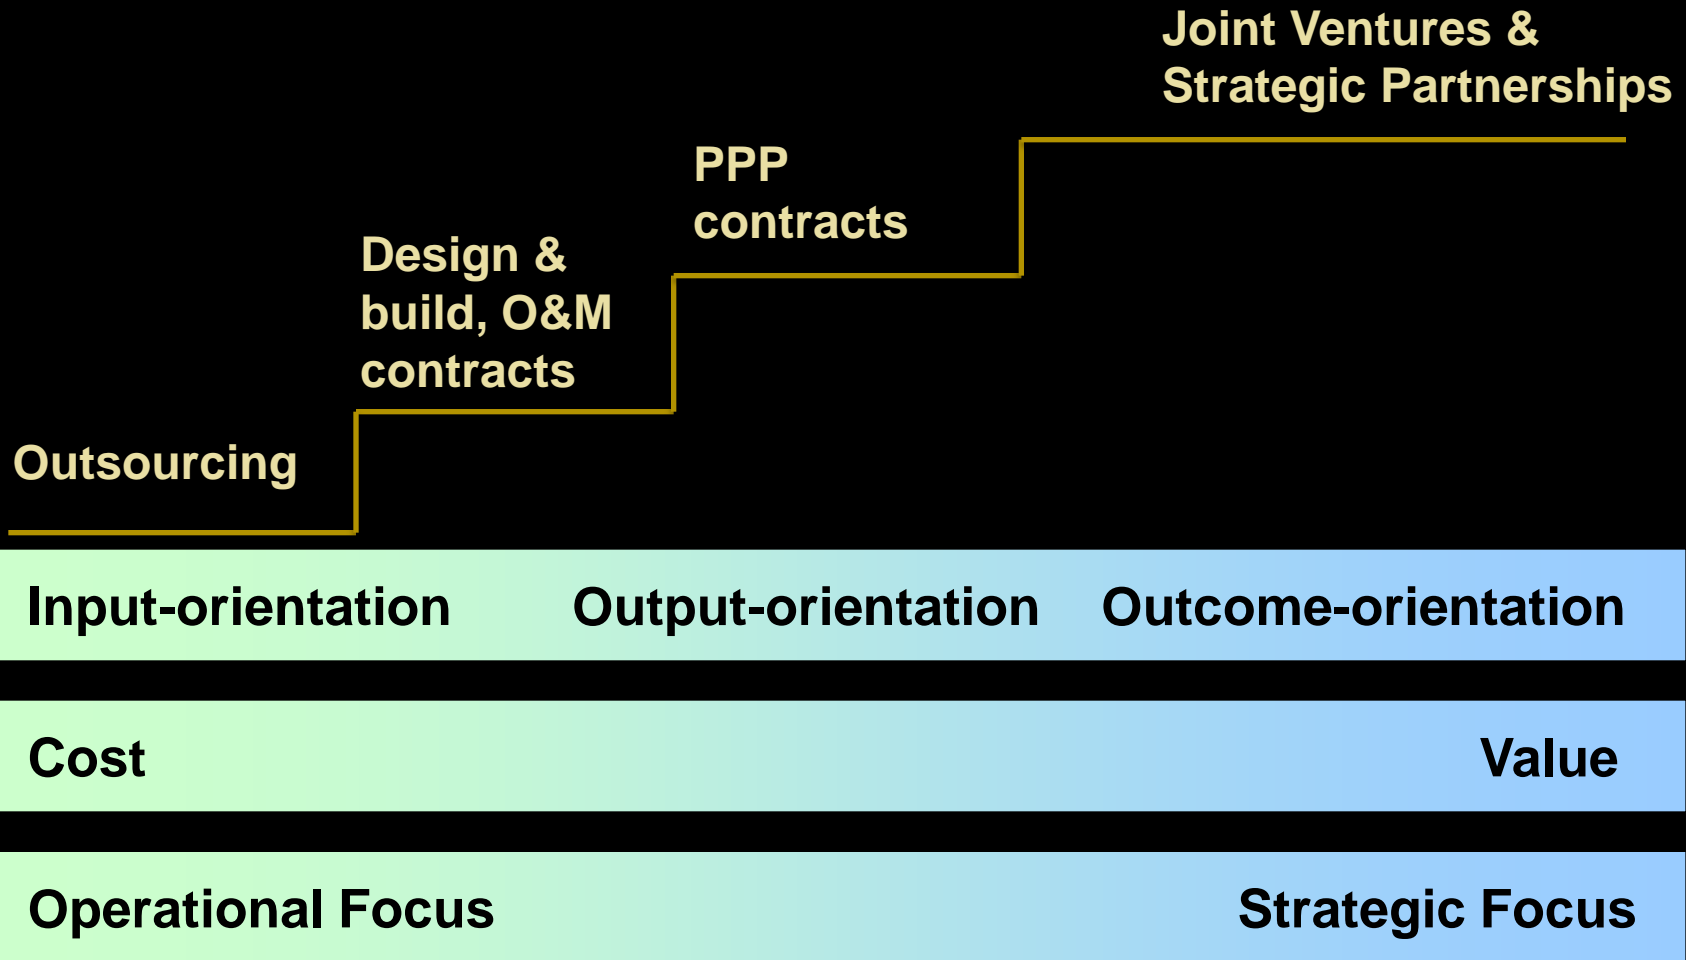 Joint Ventures &
Strategic Partnerships
PPP
contracts
Design &
build, O&M
contracts
Outsourcing
Input-orientation Output-orientation Outcome-orientation
Cost Value
Operational Focus Strategic Focus